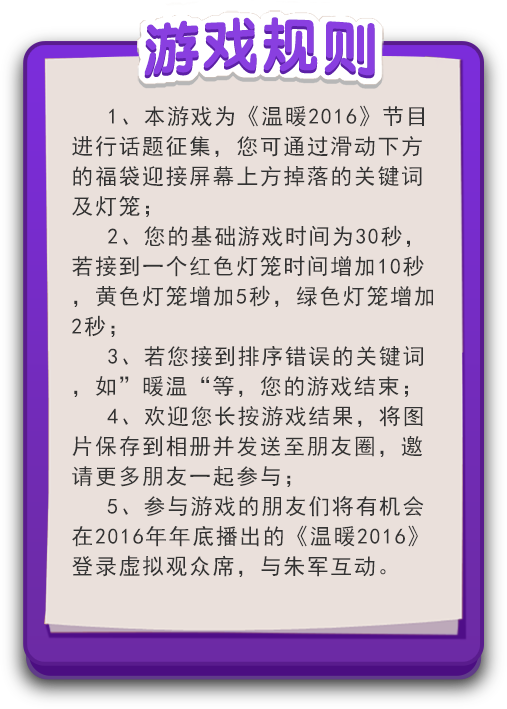 游戏规则
1、本游戏为《温暖2016》节目
进行话题征集，您可通过滑动下方
的福袋迎接屏幕上方掉落的关键词
及灯笼；
2、您的基础游戏时间为30秒，
若接到一个红色灯笼时间增加10秒
，黄色灯笼增加5秒，绿色灯笼增加
2秒；
3、若您接到排序错误的关键词
，如”暖温“等，您的游戏结束；
4、欢迎您长按游戏结果，将图
片保存到相册并发送至朋友圈，邀
请更多朋友一起参与；
5、参与游戏的朋友们将有机会
在2016年年底播出的《温暖2016》
登录虚拟观众席，与朱军互动。